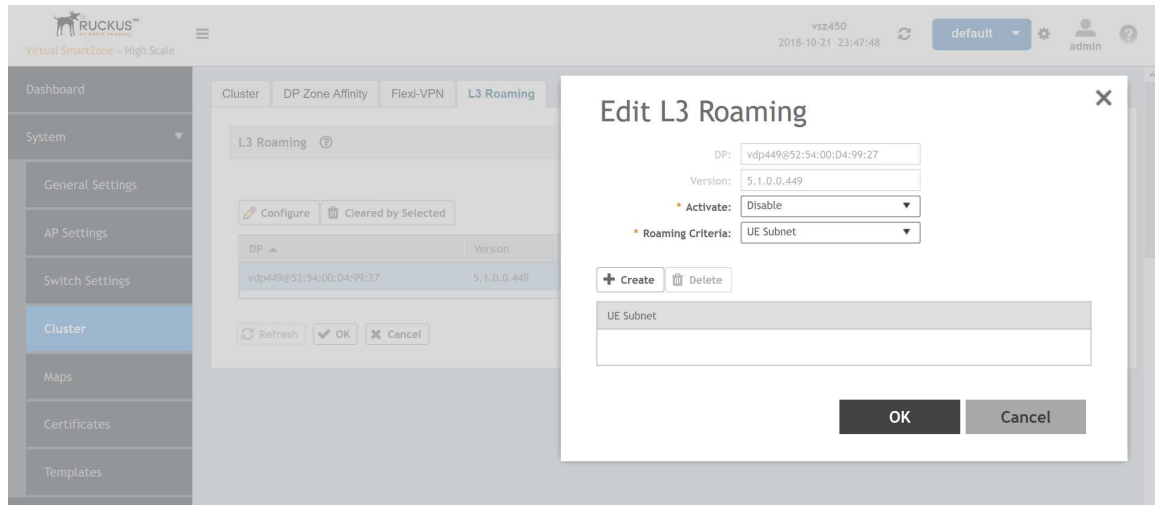 RUCKUS™
Virtual SmartZone - High Scale
vsz450
2018-10-21 23:47:48
default
admin
Dashboard
System
General Settings
AP Settings
Switch Settings
Cluster
Maps
Certificates
Templates
Cluster DP Zone Affinity Flexi-VPN L3 Roaming
L3 Roaming ?
Configure Cleared by Selected
DP Version
vdp449@52:54:00:D4:99:27 5.1.0.0.449
Refresh OK Cancel
Edit L3 Roaming
DP: vdp449@52:54:00:D4:99:27
Version: 5.1.0.0.449
* Activate: Disable
* Roaming Criteria: UE Subnet
Create Delete
UE Subnet
OK Cancel